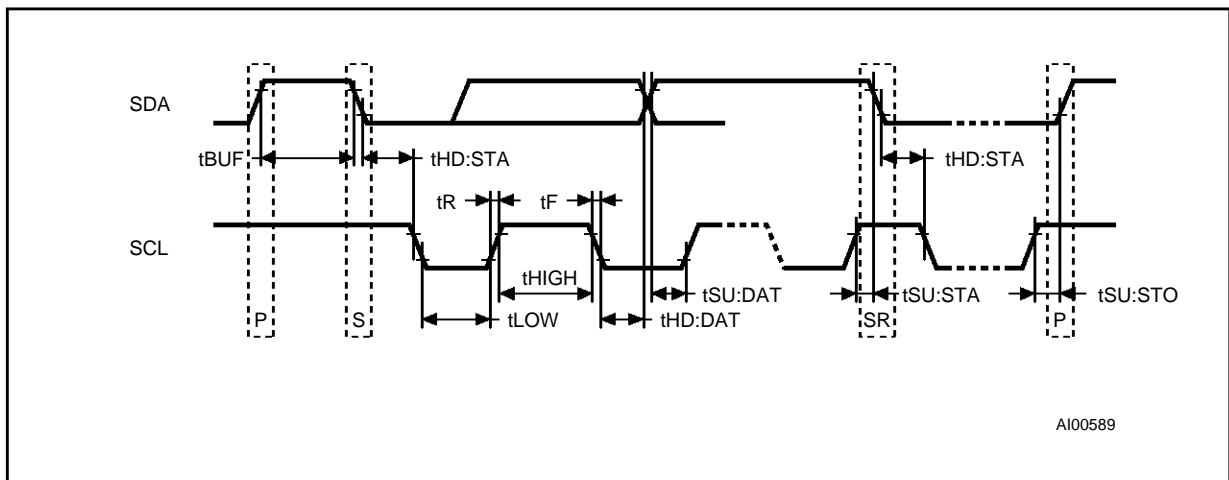 SDA
tBUF
tHD:STA
tHD:STA
tR
tF
SCL
tHIGH
tSU:DAT
tSU:STA
tSU:STO
P
S
tLOW
tHD:DAT
SR
P
AI00589